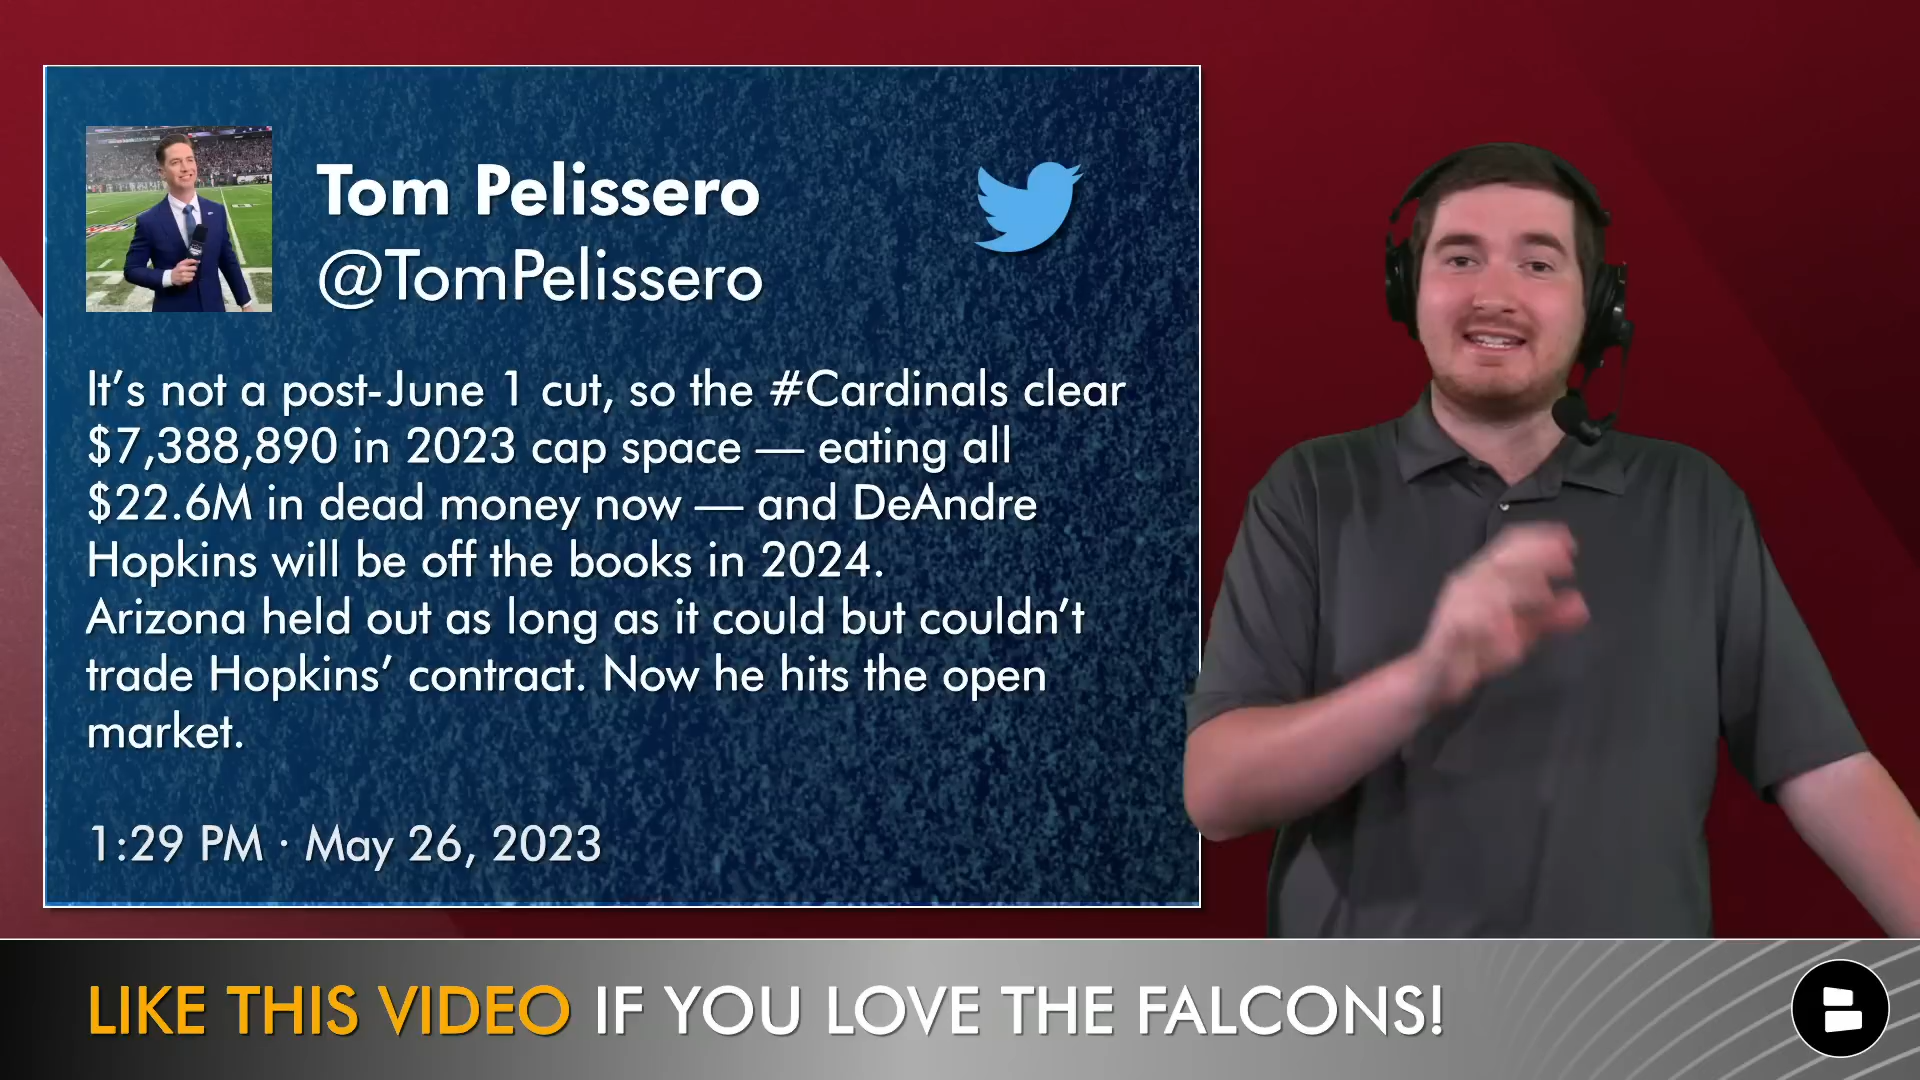 Tom Pelissero
@TomPelissero
It’s not a post-June 1 cut, so the #Cardinals clear
$7,388,890 in 2023 cap space — eating all
$22.6M in dead money now — and DeAndre
Hopkins will be off the books in 2024.
Arizona held out as long as it could but couldn’t
trade Hopkins’ contract. Now he hits the open
market.
1:29 PM · May 26, 2023
LIKE THIS VIDEO IF YOU LOVE THE FALCONS!